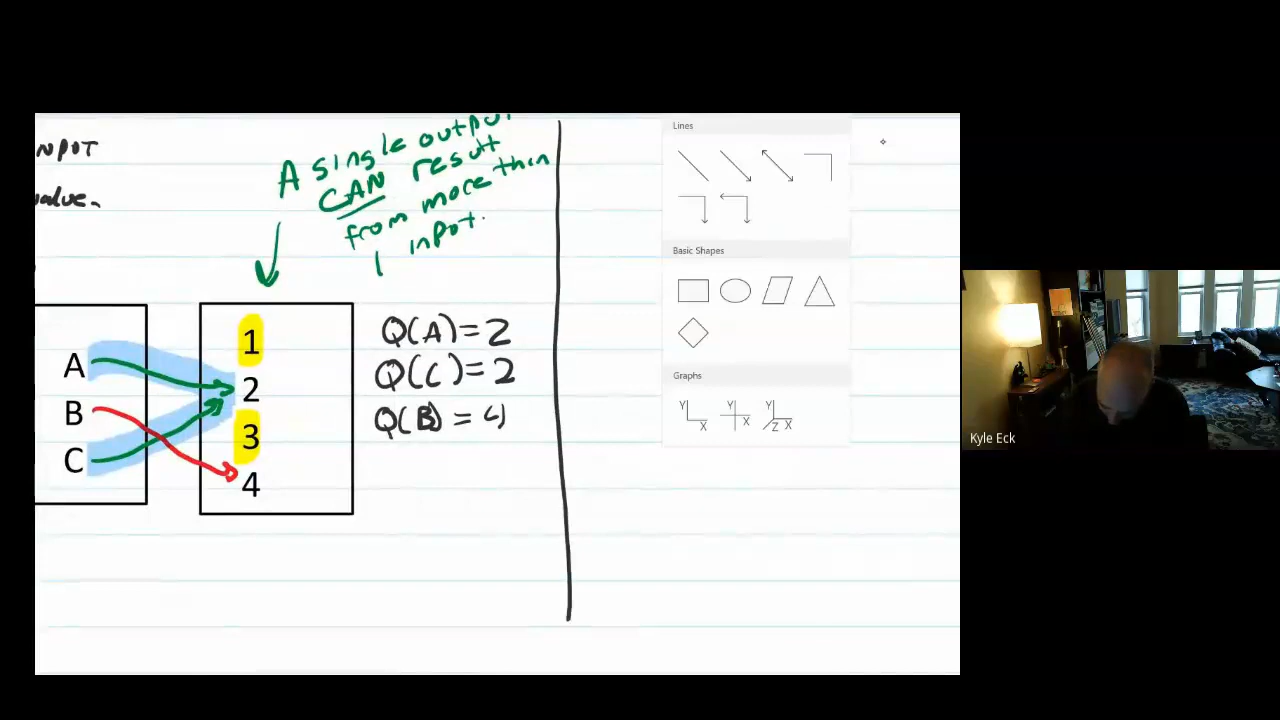 NPUT
value.
A single output
CAN result
from more than
1 input.
A
B
C
1
2
3
4
Q(A)=2
Q(C)=2
Q(B)=4
Lines
Basic Shapes
Graphs
Y
X
Y
X
Y
Z X
Kyle Eck